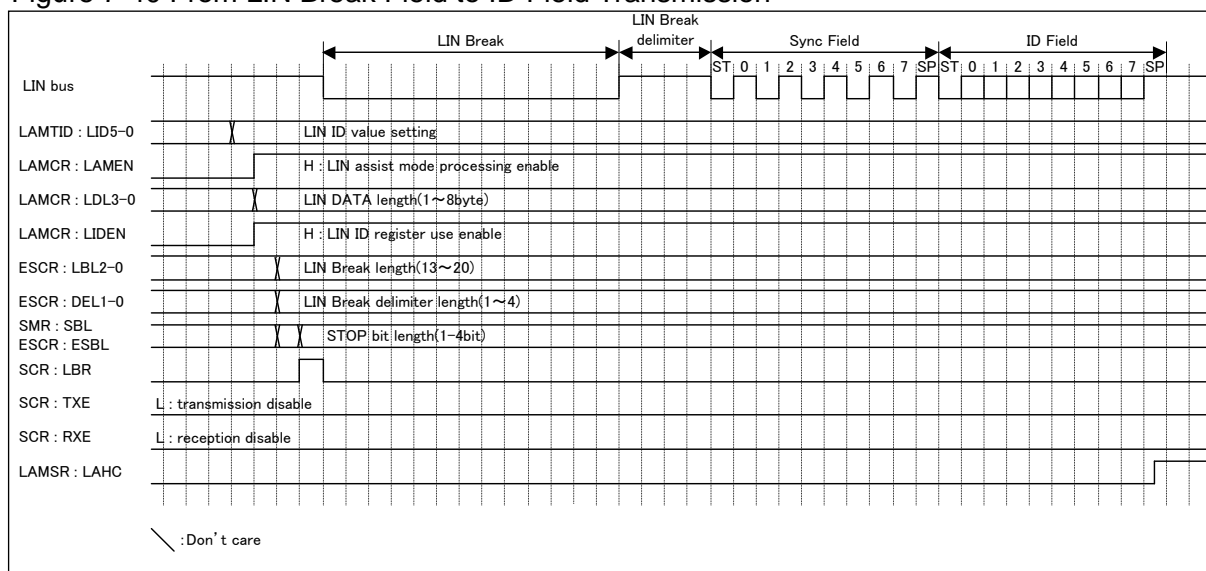 Figure 7-46 From LIN Break Field to ID Field Transmission
LIN Break
LIN Break delimiter
Sync Field
ID Field
ST 0 1 2 3 4 5 6 7 SP ST 0 1 2 3 4 5 6 7 SP
LIN bus
LAMTID : LID5-0 LIN ID value setting
LAMCR : LAMEN H : LIN assist mode processing enable
LAMCR : LDL3-0 LIN DATA length(1~8byte)
LAMCR : LIDEN H : LIN ID register use enable
ESCR : LBL2-0 LIN Break length(13~20)
ESCR : DEL1-0 LIN Break delimiter length(1~4)
SMR : SBL
ESCR : ESBL STOP bit length(1-4bit)
SCR : LBR
SCR : TXE L : transmission disable
SCR : RXE L : reception disable
LAMSR : LAHC
:Don't care